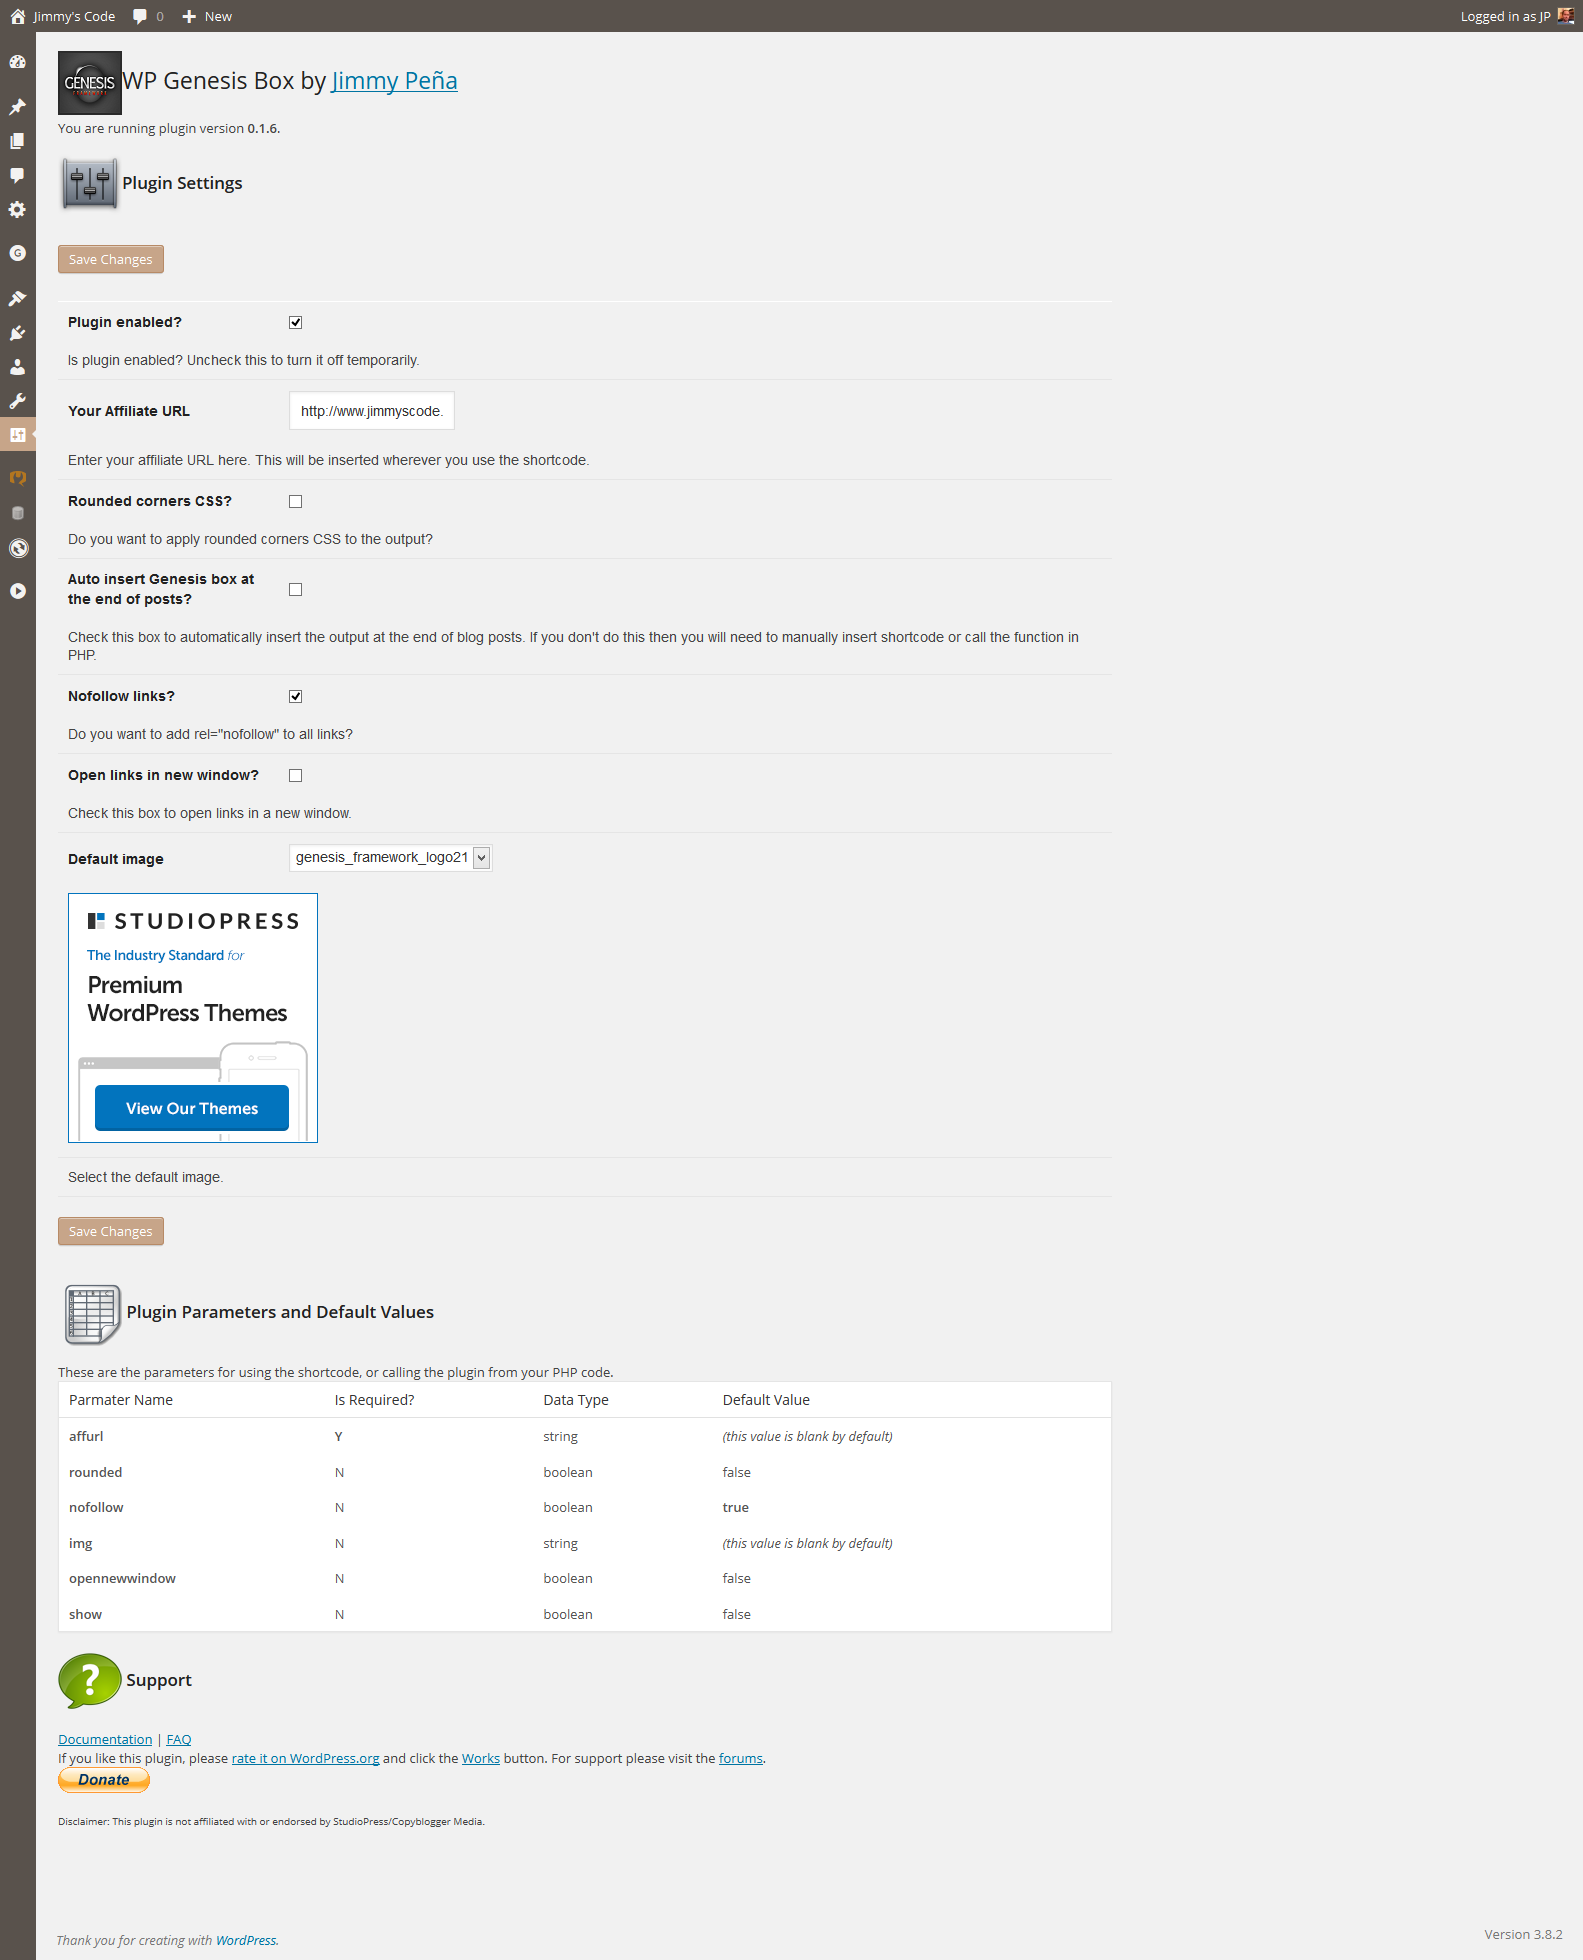 Jimmy's Code 0 New Logged in as JP
GENESIS
WP Genesis Box by Jimmy Peña
You are running plugin version 0.1.6.
Plugin Settings
Save Changes
Plugin enabled?
Is plugin enabled? Uncheck this to turn it off temporarily.
Your Affiliate URL http://www.jimmyscode.
Enter your affiliate URL here. This will be inserted wherever you use the shortcode.
Rounded corners CSS?
Do you want to apply rounded corners CSS to the output?
Auto insert Genesis box at
the end of posts?
Check this box to automatically insert the output at the end of blog posts. If you don't do this then you will need to manually insert shortcode or call the function in
PHP.
Nofollow links?
Do you want to add rel="nofollow" to all links?
Open links in new window?
Check this box to open links in a new window.
Default image genesis_framework_logo21
STUDIOPRESS
The Industry Standard for
Premium
WordPress Themes
View Our Themes
Select the default image.
Save Changes
Plugin Parameters and Default Values
These are the parameters for using the shortcode, or calling the plugin from your PHP code.
Parmater Name Is Required? Data Type Default Value
affurl Y string (this value is blank by default)
rounded N boolean false
nofollow N boolean true
img N string (this value is blank by default)
opennewwindow N boolean false
show N boolean false
Support
Documentation | FAQ
If you like this plugin, please rate it on WordPress.org and click the Works button. For support please visit the forums.
Donate
Disclaimer: This plugin is not affiliated with or endorsed by StudioPress/Copyblogger Media.
Thank you for creating with WordPress. Version 3.8.2